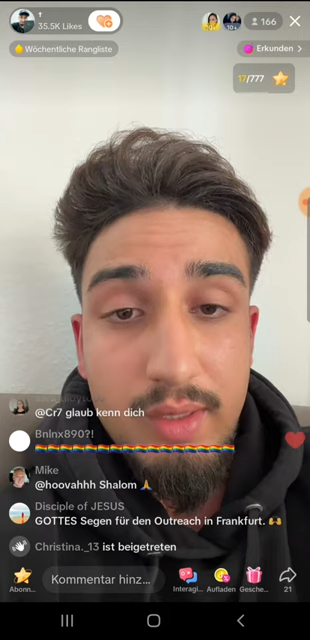 35.5K Likes
10+
166
Wöchentliche Rangliste
Erkunden
17/777
@Cr7 glaub kenn dich
Bnlnx890?!
Mike
@hoovahhh Shalom 🙏
Disciple of JESUS
GOTTES Segen für den Outreach in Frankfurt. 🙌
Christina._13 ist beigetreten
Kommentar hinz...
Abonn...
Interagi...
Aufladen
Gesche...
21